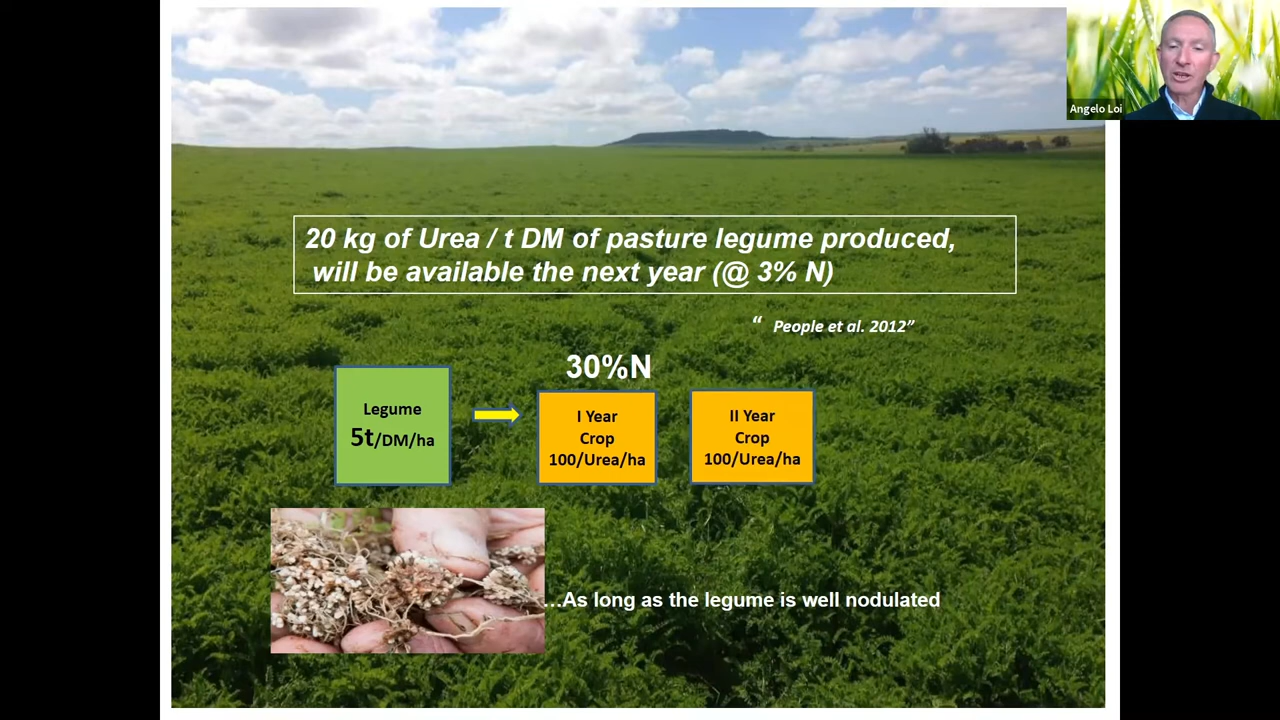 Angelo Loi
20 kg of Urea / t DM of pasture legume produced,
will be available the next year (@ 3% N)
“ People et al. 2012”
30%N
Legume
5t/DM/ha
I Year
Crop
100/Urea/ha
II Year
Crop
100/Urea/ha
...As long as the legume is well nodulated